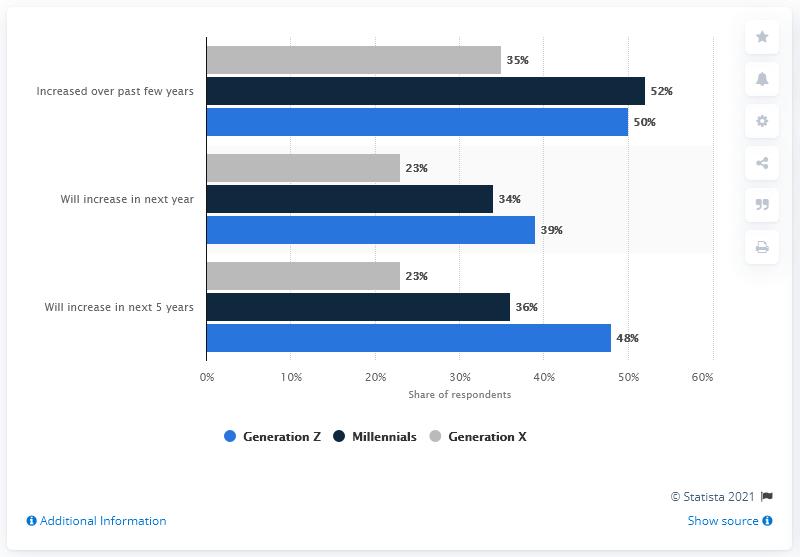 Increased over past few years
35%
52%
50%
Will increase in next year
23%
34%
39%
Will increase in next 5 years
23%
36%
48%
0% 10% 20% 30% 40% 50% 60%
Share of respondents
Generation Z Millennials Generation X
© Statista 2021
Additional Information Show source